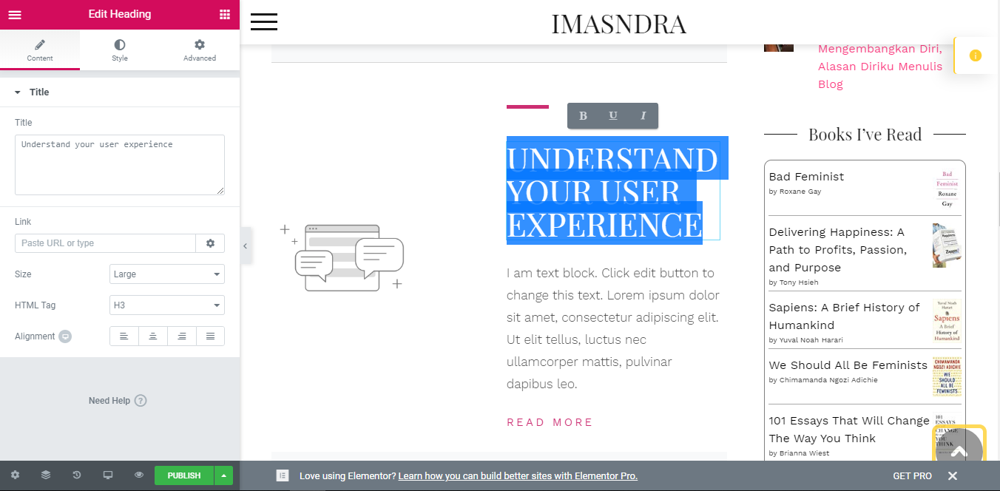 Edit Heading
Content
Style
Advanced
Title
Title
Understand your user experience
Link
Paste URL or type
Size
Large
HTML Tag
H3
Alignment
Need Help ?
PUBLISH
IMASNDRA
B U I
UNDERSTAND
YOUR USER
EXPERIENCE
I am text block. Click edit button to
change this text. Lorem ipsum dolor
sit amet, consectetur adipiscing elit.
Ut elit tellus, luctus nec
ullamcorper mattis, pulvinar
dapibus leo.
READ MORE
Mengembangkan Diri,
Alasan Diriku Menulis
Blog
i
Books I’ve Read
Bad Feminist
by Roxane Gay
Bad
Feminist
Roxane
Gay
Delivering Happiness: A
Path to Profits, Passion,
and Purpose
by Tony Hsieh
Sapiens: A Brief History of
Humankind
by Yuval Noah Harari
Yuval Noah
Harari
Sapiens
A Brief
History of
Humankind
We Should All Be Feminists
by Chimamanda Ngozi Adichie
CHIMAMANDA
NGOZI ADICHIE
WE
SHOULD
ALL BE
FEMINISTS
101 Essays That Will Change
The Way You Think
by Brianna Wiest
101
ESSAYS
CHANGE
YOU
THINK
Love using Elementor? Learn how you can build better sites with Elementor Pro.
GET PRO